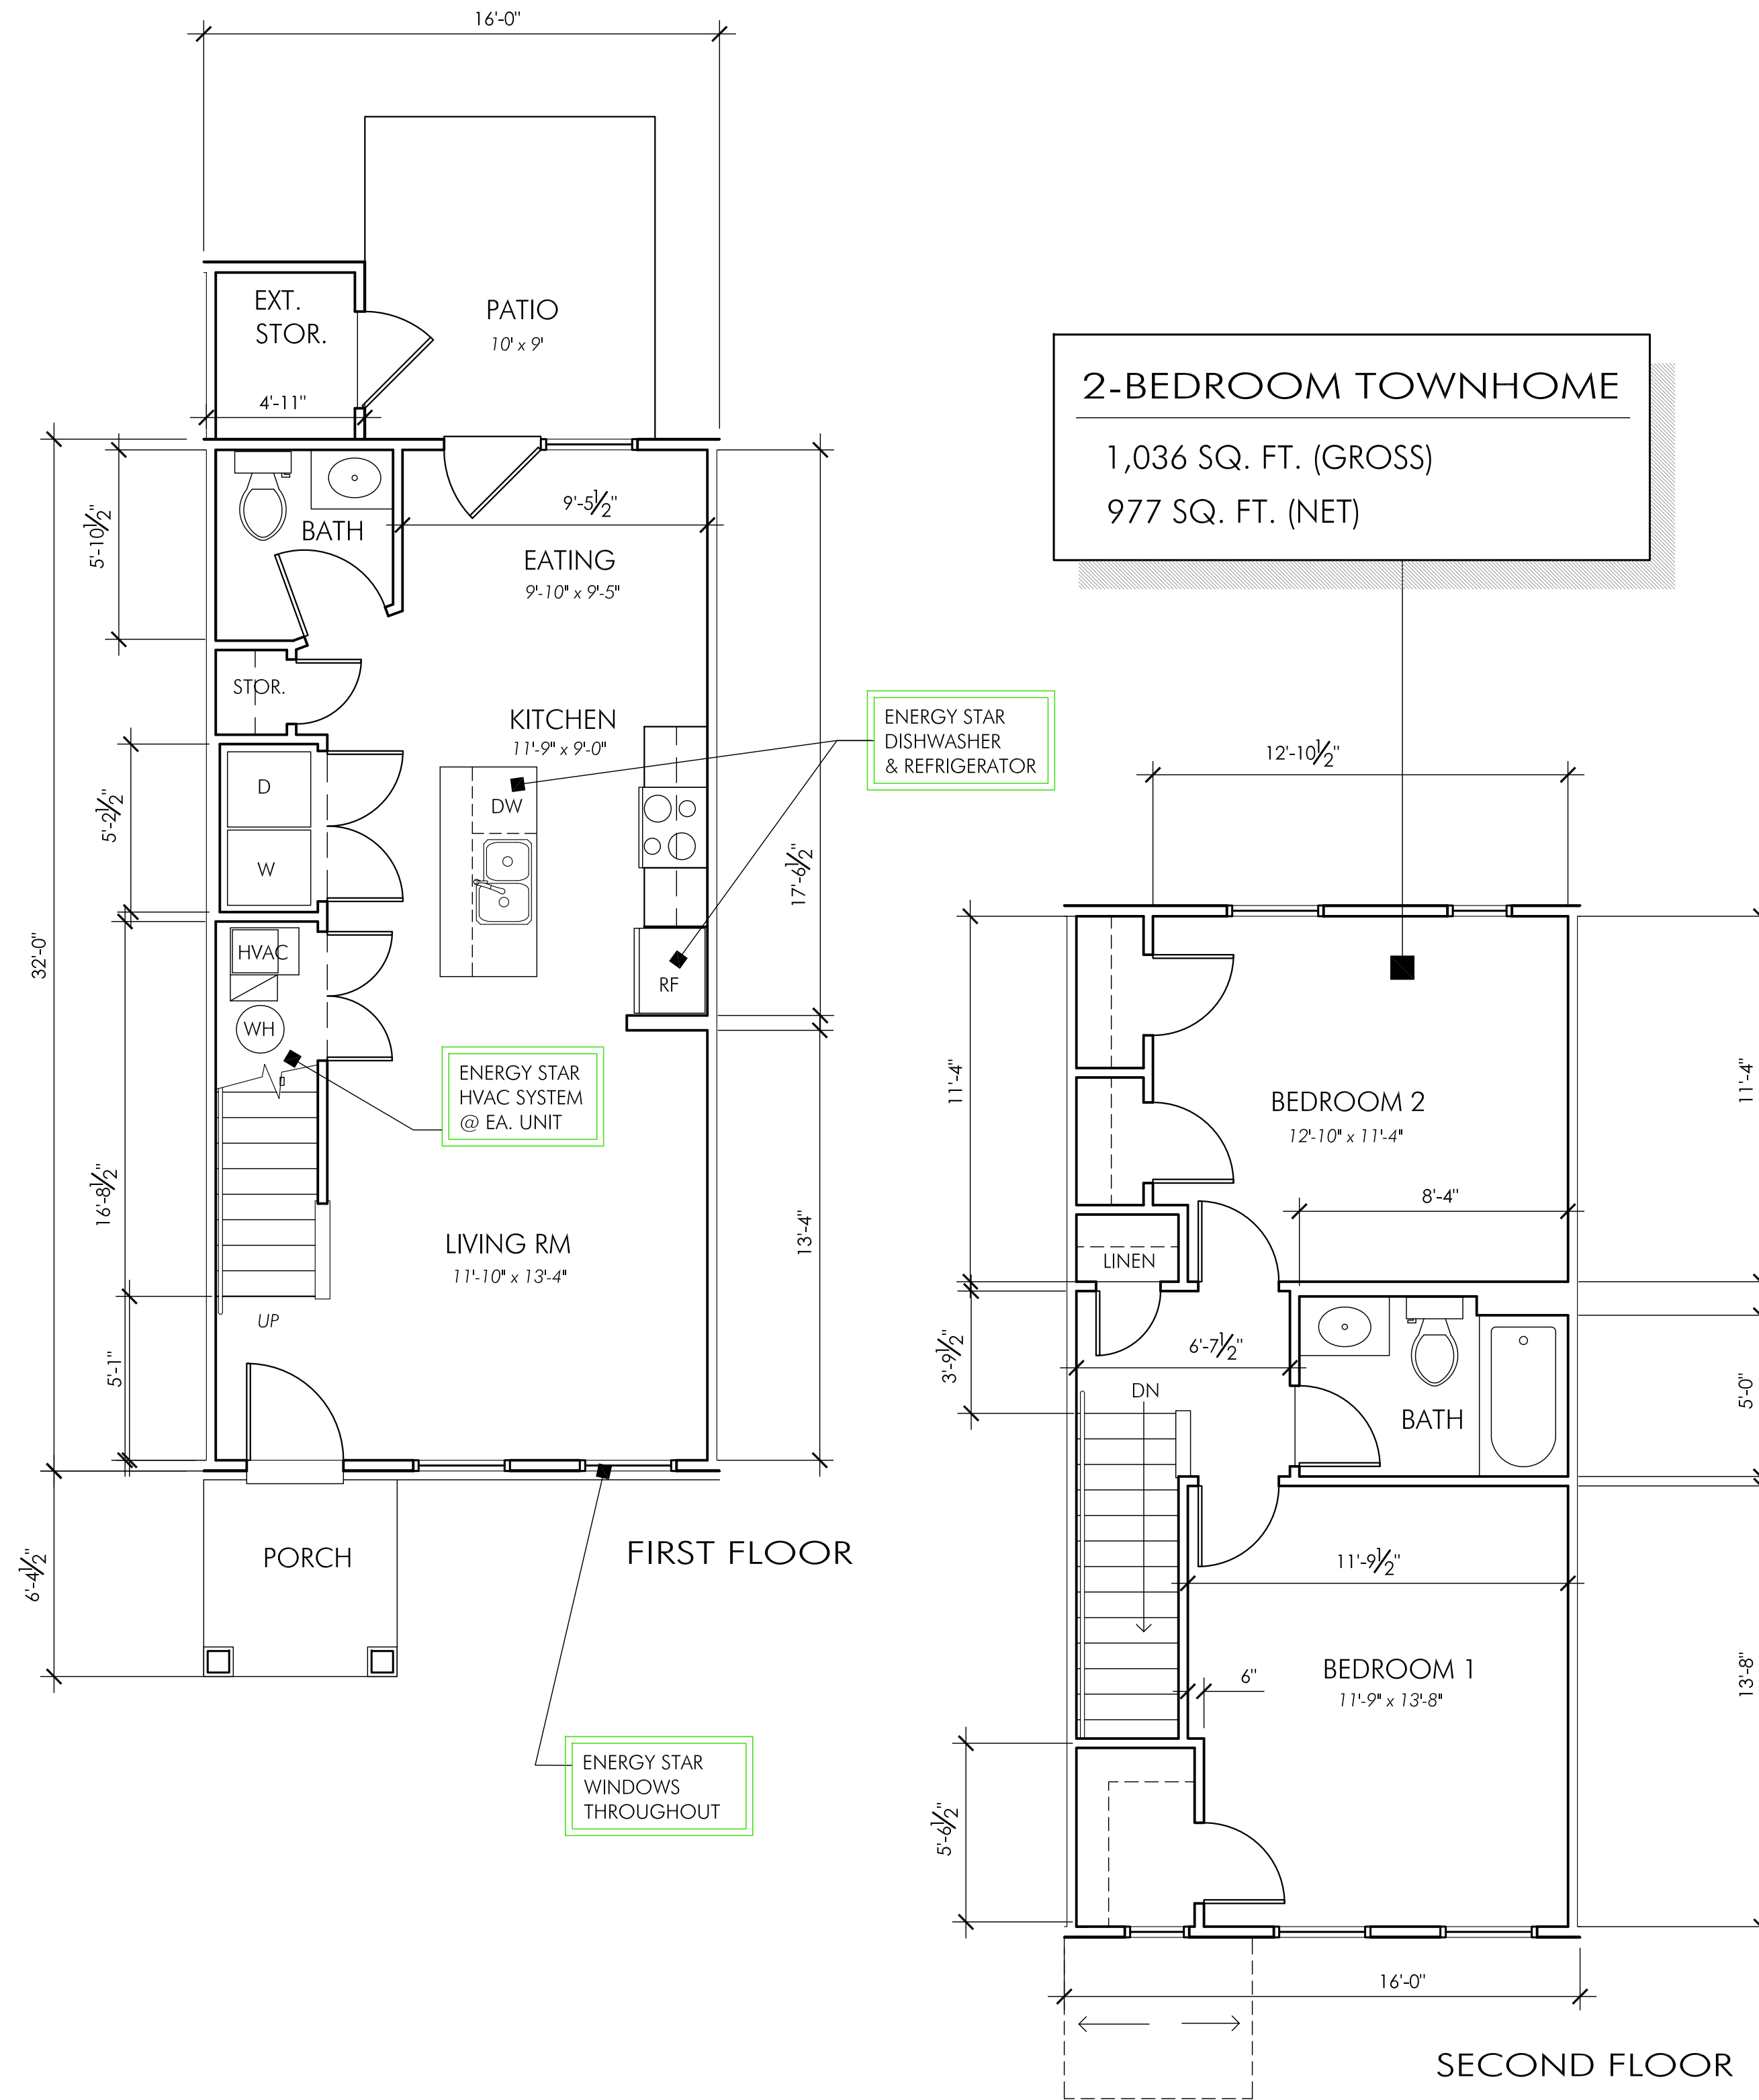 16'-0"
EXT.
STOR.
4'-11"
PATIO
10' x 9'
2-BEDROOM TOWNHOME
1,036 SQ. FT. (GROSS)
977 SQ. FT. (NET)
5'-10½"
BATH
9'-5½"
EATING
9'-10" x 9'-5"
STOR.
KITCHEN
11'-9" x 9'-0"
ENERGY STAR
DISHWASHER
& REFRIGERATOR
D
W
DW
5'-2½"
17'-6½"
32'-0"
HVAC
WH
RF
ENERGY STAR
HVAC SYSTEM
@ EA. UNIT
16'-8½"
LIVING RM
11'-10" x 13'-4"
13'-4"
UP
5'-1"
PORCH
6'-4½"
FIRST FLOOR
ENERGY STAR
WINDOWS
THROUGHOUT
12'-10½"
11'-4"
BEDROOM 2
12'-10" x 11'-4"
11'-4"
8'-4"
LINEN
3'-9½"
6'-7½"
DN
BATH
5'-0"
11'-9½"
BEDROOM 1
11'-9" x 13'-8"
13'-8"
6"
5'-6½"
16'-0"
SECOND FLOOR